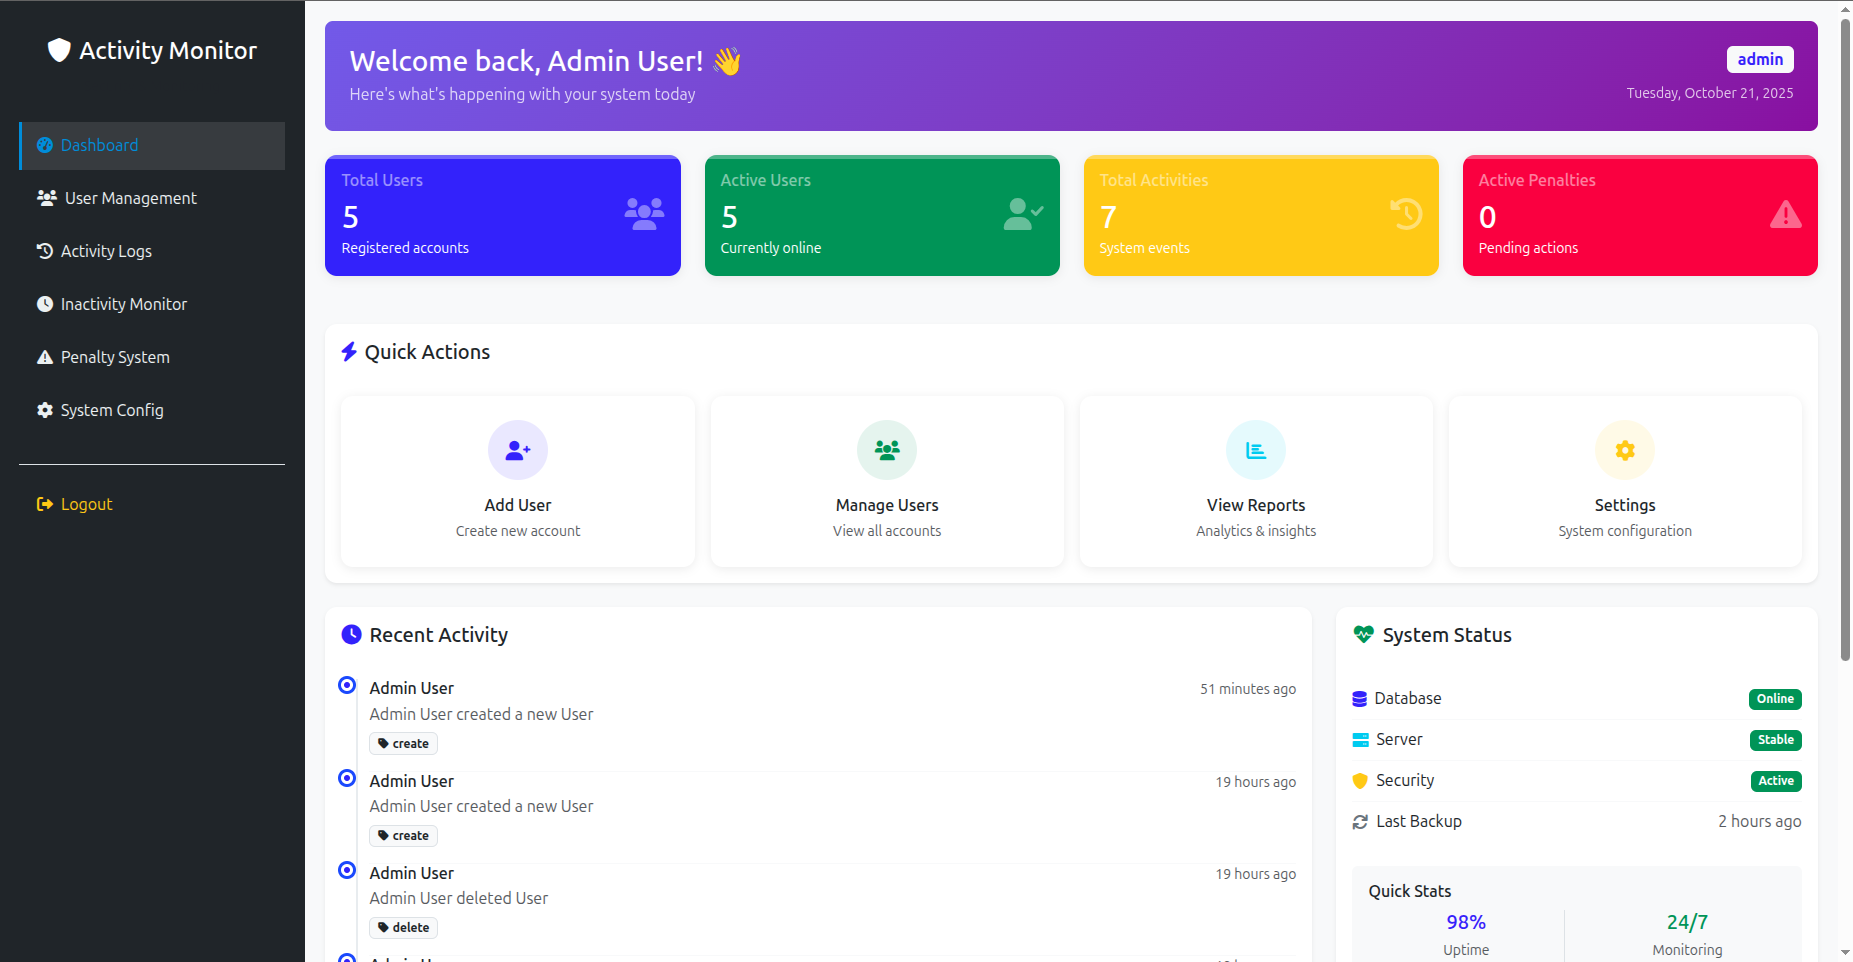 Activity Monitor
Dashboard
User Management
Activity Logs
Inactivity Monitor
Penalty System
System Config
Logout
Welcome back, Admin User! 👋
Here's what's happening with your system today
admin
Tuesday, October 21, 2025
Total Users
5
Registered accounts
Active Users
5
Currently online
Total Activities
7
System events
Active Penalties
0
Pending actions
Quick Actions
Add User
Create new account
Manage Users
View all accounts
View Reports
Analytics & insights
Settings
System configuration
Recent Activity
Admin User
51 minutes ago
Admin User created a new User
create
Admin User
19 hours ago
Admin User created a new User
create
Admin User
19 hours ago
Admin User deleted User
delete
System Status
Database
Online
Server
Stable
Security
Active
Last Backup
2 hours ago
Quick Stats
98%
Uptime
24/7
Monitoring